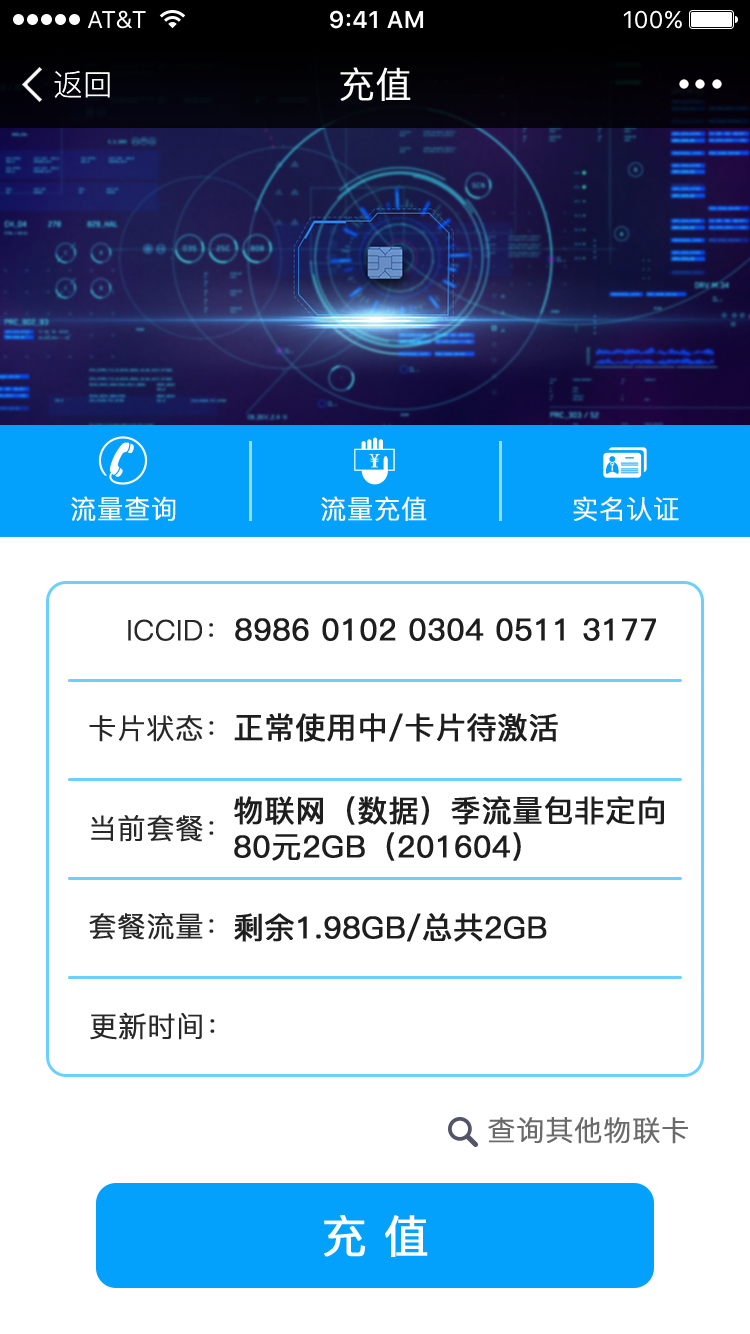 AT&T 9:41 AM 100%
返回 充值
流量查询 流量充值 实名认证
ICCID： 8986 0102 0304 0511 3177
卡片状态： 正常使用中/卡片待激活
当前套餐： 物联网（数据）季流量包非定向
80元2GB（201604）
套餐流量： 剩余1.98GB/总共2GB
更新时间：
查询其他物联卡
充 值